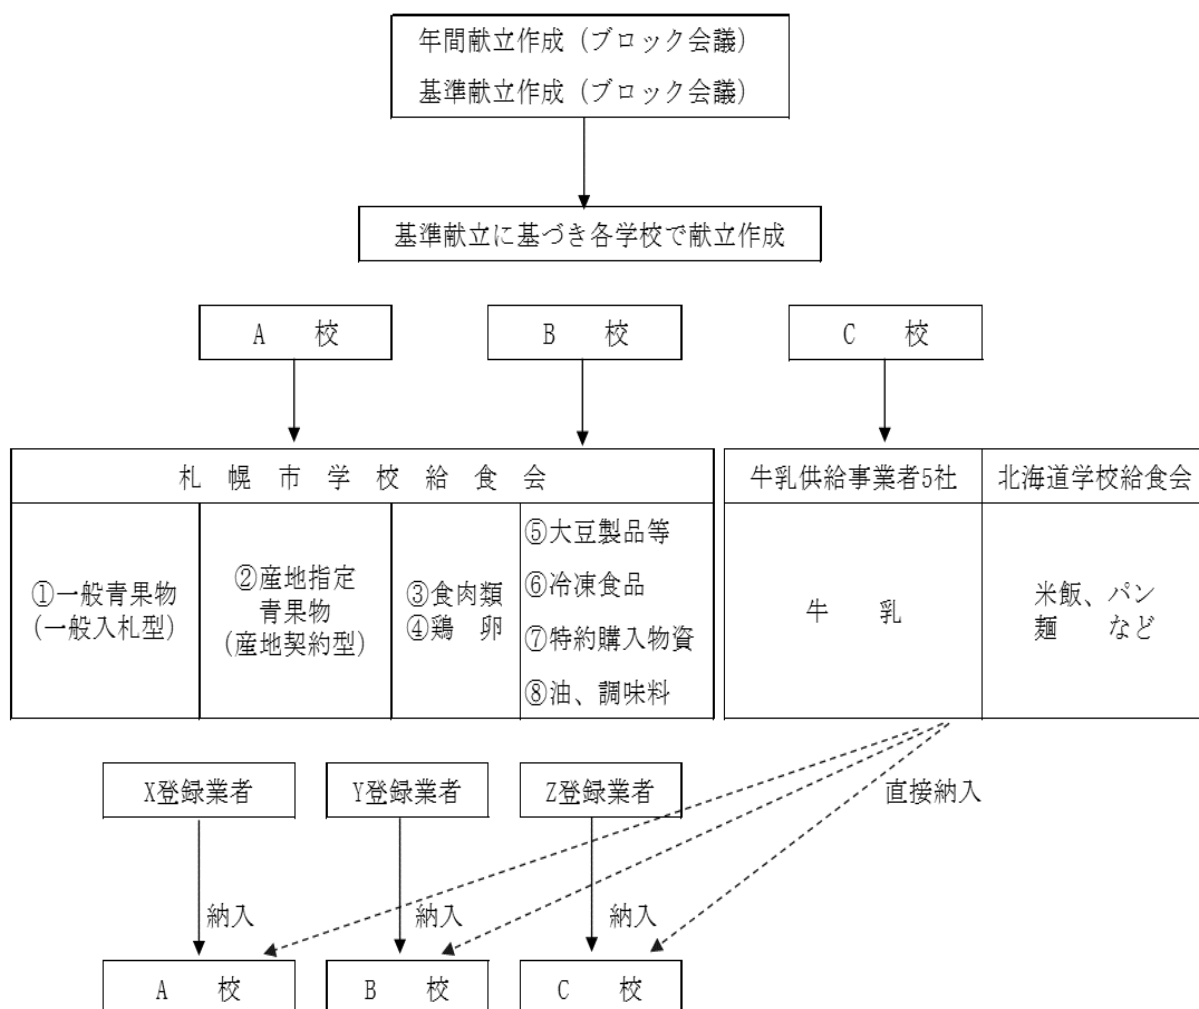 年間献立作成（ブロック会議）
基準献立作成（ブロック会議）
基準献立に基づき各学校で献立作成
A 校
B 校
C 校
札幌市学校給食会
牛乳供給事業者5社
北海道学校給食会
①一般青果物
(一般入札型)
②産地指定
青果物
(産地契約型)
③食肉類
④鶏 卵
⑤大豆製品等
⑥冷凍食品
⑦特約購入物資
⑧油、調味料
牛 乳
米飯、パン
麺 など
X登録業者
Y登録業者
Z登録業者
直接納入
納入
納入
納入
A 校
B 校
C 校